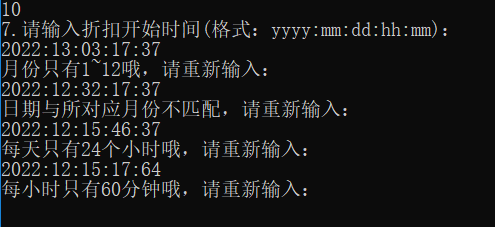 10
7.请输入折扣开始时间(格式：yyyy:mm:dd:hh:mm)：
2022:13:03:17:37
月份只有1~12哦，请重新输入：
2022:12:32:17:37
日期与所对应月份不匹配，请重新输入：
2022:12:15:46:37
每天只有24个小时哦，请重新输入：
2022:12:15:17:64
每小时只有60分钟哦，请重新输入：